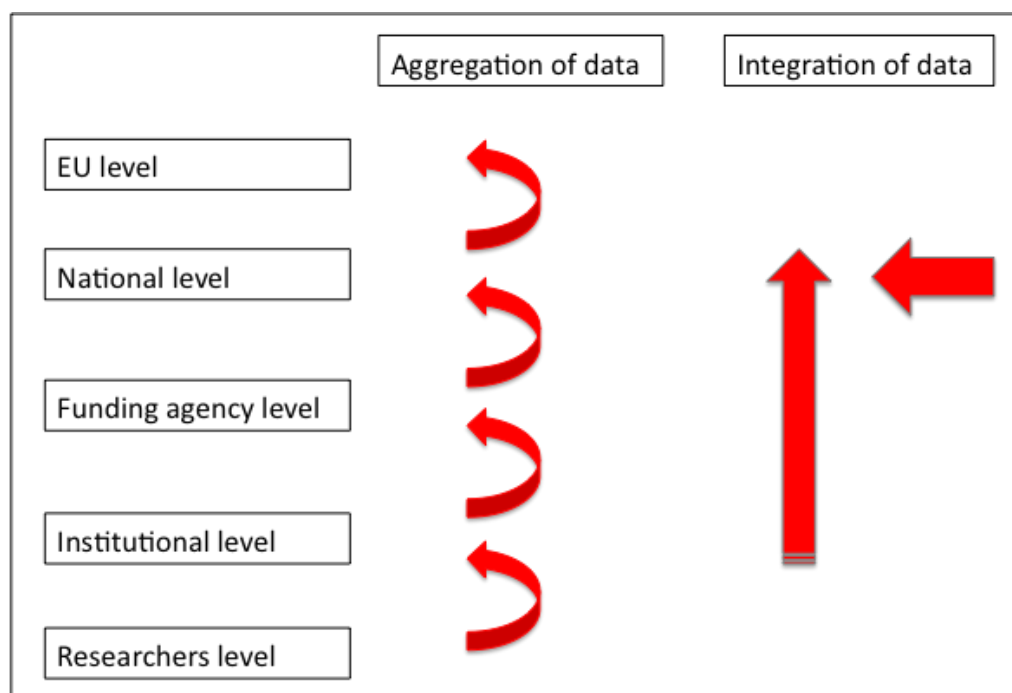 Aggregation of data
Integration of data
EU level
National level
Funding agency level
Institutional level
Researchers level